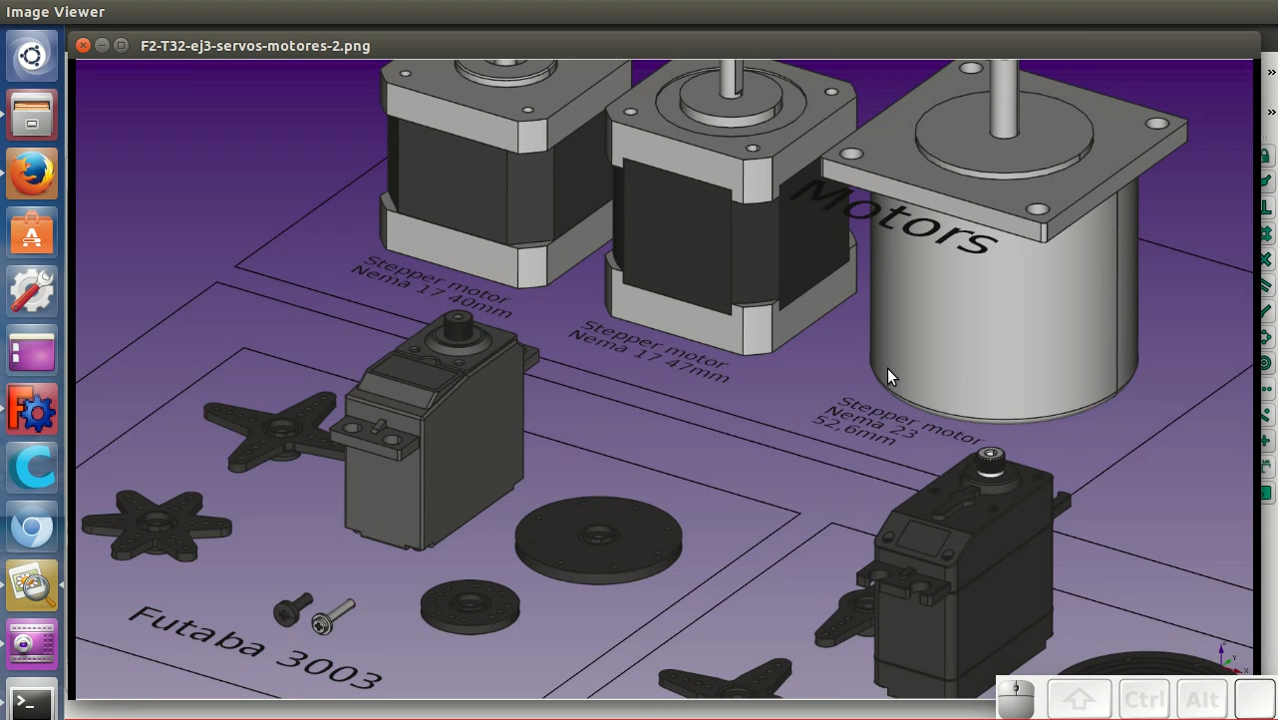 Image Viewer
F2-T32-ej3-servos-motores-2.png
Motors
Stepper motor
Nema 17 40mm
Stepper motor
Nema 17 47mm
Stepper motor
Nema 23
52,6mm
Futaba 3003
Ctrl
Alt